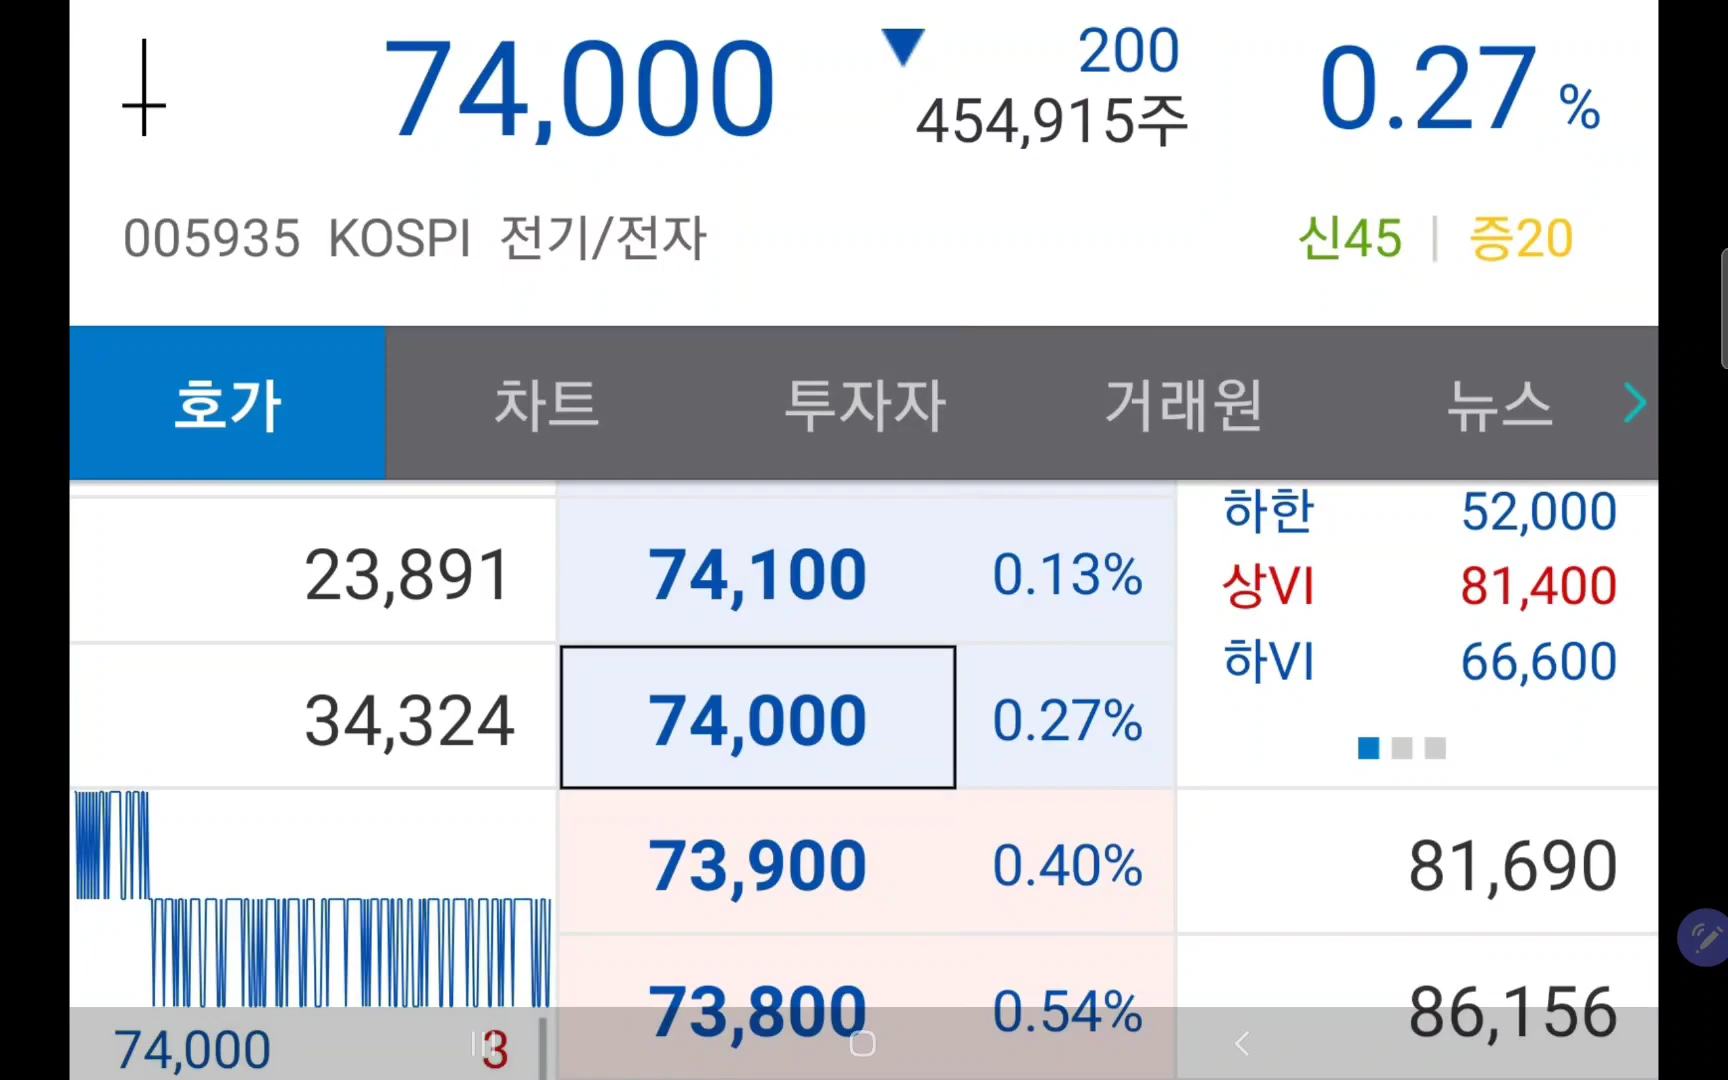 74,000 ▼ 200 0.27 %
454,915주
005935 KOSPI 전기/전자 신45 | 증20
호가 차트 투자자 거래원 뉴스
하한 52,000
23,891 74,100 0.13% 상VI 81,400
하VI 66,600
34,324 74,000 0.27%
73,900 0.40% 81,690
73,800 0.54% 86,156
74,000 3